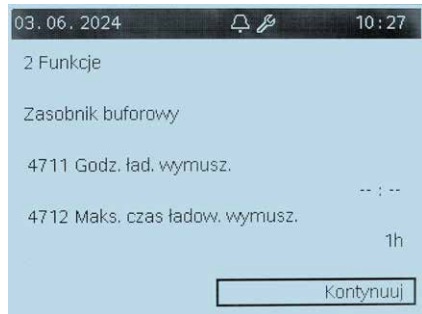 03.06.2024 10:27
2 Funkcje
Zasobnik buforowy
4711 Godz. ład. wymusz.
-- : --
4712 Maks. czas ładow. wymusz.
1h
Kontynuuj